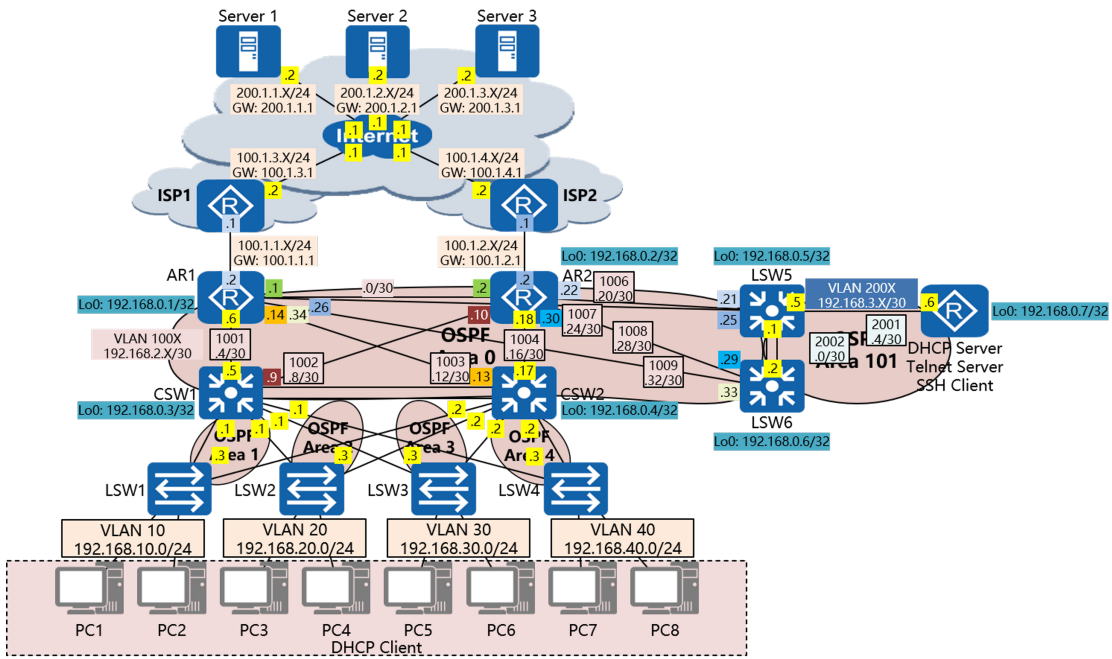 Server 1
Server 2
Server 3
.2
.2
.2
200.1.1.X/24
GW: 200.1.1.1
200.1.2.X/24
GW: 200.1.2.1
200.1.3.X/24
GW: 200.1.3.1
.1
.1
.1
Internet
.1
.1
100.1.3.X/24
GW: 100.1.3.1
100.1.4.X/24
GW: 100.1.4.1
ISP1
.2
R
.1
.2
R
.1
ISP2
100.1.1.X/24
GW: 100.1.1.1
100.1.2.X/24
GW: 100.1.2.1
AR1
AR2
Lo0: 192.168.0.2/32
Lo0: 192.168.0.5/32
LSW5
Lo0: 192.168.0.1/32
.2
R
.1
.0/30
.2
.2
R
.22
1006
.20/30
.21
.5
VLAN 200X
192.168.3.X/30
.6
R
Lo0: 192.168.0.7/32
.6
.14
.34
.26
.10
.18
.30
1007
.24/30
.25
.1
2001
.4/30
2002
.0/30
OSPF
Area 0
OSPF
Area 101
DHCP Server
Telnet Server
SSH Client
VLAN 100X
192.168.2.X/30
1001
.4/30
1002
.8/30
1003
.12/30
1004
.16/30
1008
.28/30
1009
.32/30
.29
.2
.33
LSW6
Lo0: 192.168.0.6/32
.5
.9
.13
.17
CSW1
CSW2
Lo0: 192.168.0.3/32
Lo0: 192.168.0.4/32
.1
.1
.1
.1
.2
.2
.2
.2
OSPF
Area 1
OSPF
Area 2
OSPF
Area 3
OSPF
Area 4
.3
.3
.3
.3
LSW1
LSW2
LSW3
LSW4
VLAN 10
192.168.10.0/24
VLAN 20
192.168.20.0/24
VLAN 30
192.168.30.0/24
VLAN 40
192.168.40.0/24
PC1
PC2
PC3
PC4
PC5
PC6
PC7
PC8
DHCP Client